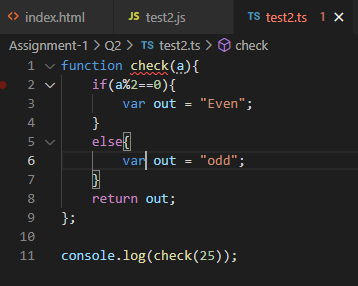 index.html JS test2.js TS test2.ts 1 ×
Assignment-1 > Q2 > TS test2.ts > check
1 function check(a){
2 if(a%2==0){
3 var out = "Even";
4 }
5 else{
6 var out = "odd";
7 }
8 return out;
9 };
10
11 console.log(check(25));